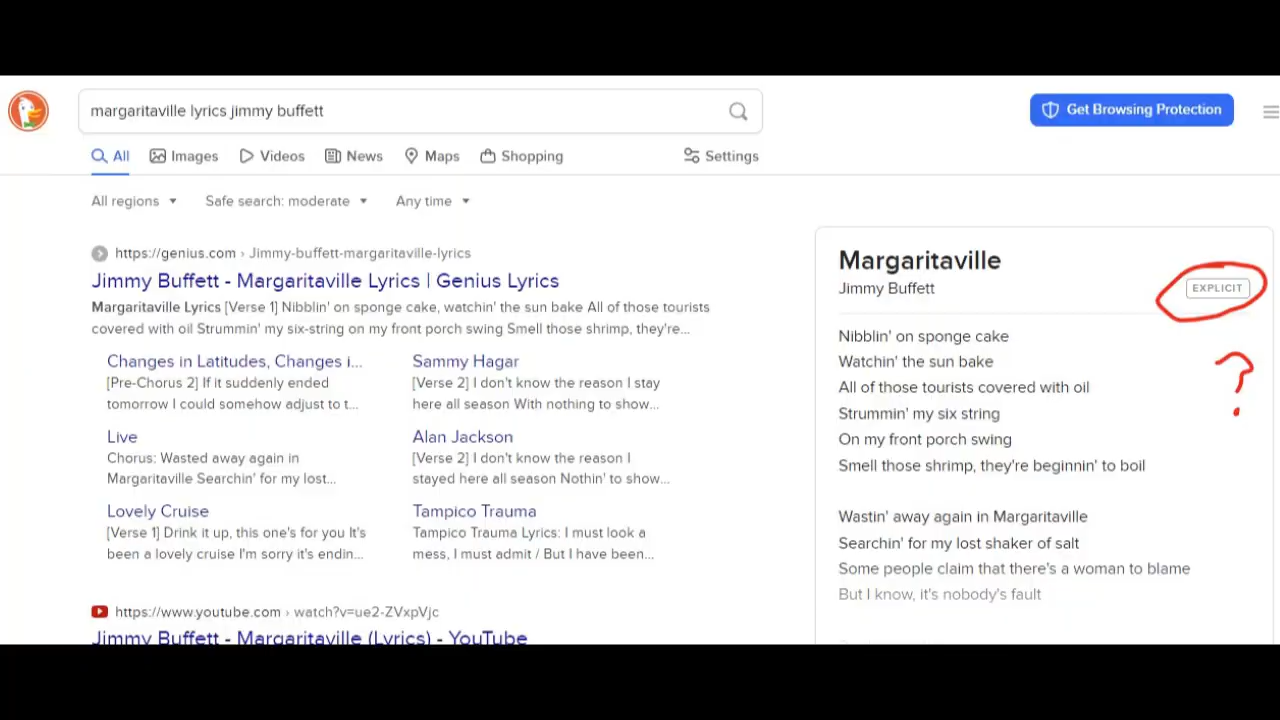 margaritaville lyrics jimmy buffett
Get Browsing Protection
All Images Videos News Maps Shopping Settings
All regions Safe search: moderate Any time
https://genius.com › Jimmy-buffett-margaritaville-lyrics
Jimmy Buffett - Margaritaville Lyrics | Genius Lyrics
Margaritaville Lyrics [Verse 1] Nibblin' on sponge cake, watchin' the sun bake All of those tourists
covered with oil Strummin' my six-string on my front porch swing Smell those shrimp, they're...
Changes in Latitudes, Changes i...
[Pre-Chorus 2] If it suddenly ended
tomorrow I could somehow adjust to t...
Sammy Hagar
[Verse 2] I don't know the reason I stay
here all season With nothing to show...
Live
Chorus: Wasted away again in
Margaritaville Searchin' for my lost...
Alan Jackson
[Verse 2] I don't know the reason I
stayed here all season Nothin' to show...
Lovely Cruise
[Verse 1] Drink it up, this one's for you It's
been a lovely cruise I'm sorry it's endin...
Tampico Trauma
Tampico Trauma Lyrics: I must look a
mess, I must admit / But I have been...
https://www.youtube.com › watch?v=ue2-ZVxpVjc
Jimmy Buffett - Margaritaville (Lyrics) - YouTube
Margaritaville
Jimmy Buffett
EXPLICIT
?
Nibblin' on sponge cake
Watchin' the sun bake
All of those tourists covered with oil
Strummin' my six string
On my front porch swing
Smell those shrimp, they're beginnin' to boil
Wastin' away again in Margaritaville
Searchin' for my lost shaker of salt
Some people claim that there's a woman to blame
But I know, it's nobody's fault